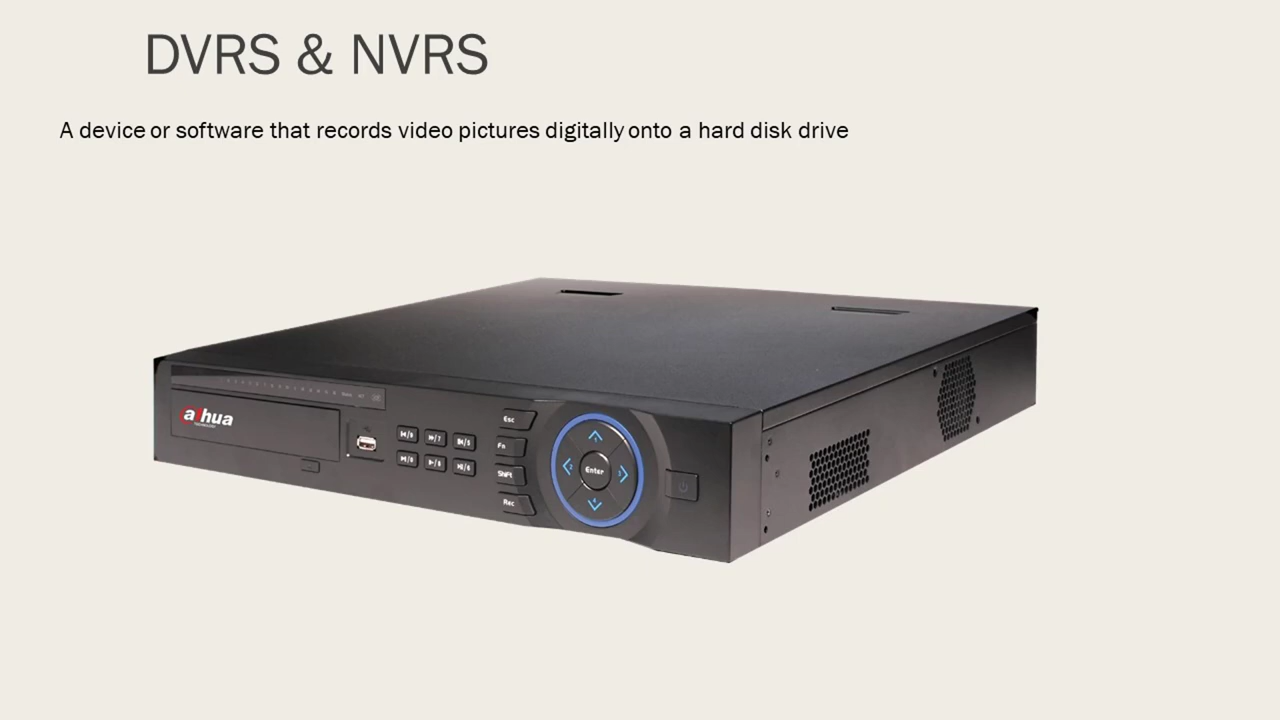 DVRS & NVRS
A device or software that records video pictures digitally onto a hard disk drive
alhua
TECHNOLOGY
Esc
Fn
Shift
Rec
Enter